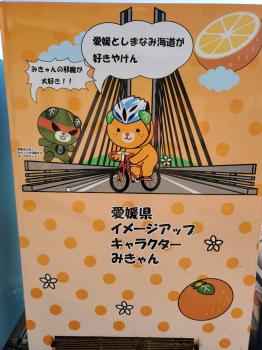 愛媛としまなみ海道が
好きやけん
みきゃんの邪魔が
大好き！！
愛媛県
イメージアップ
キャラクター
みきゃん